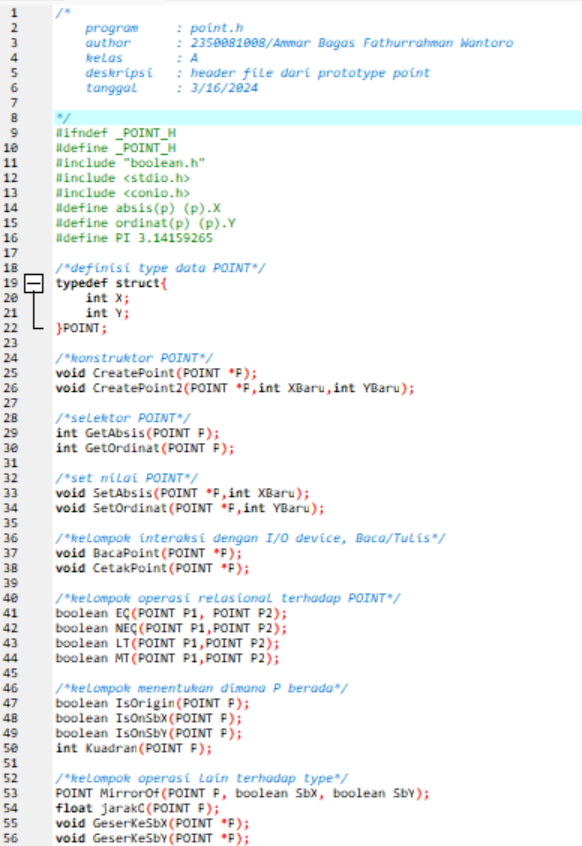 1 /*
2 program : point.h
3 author : 2350081008/Ammar Bagas Fathurrahman Wantoro
4 kelas : A
5 deskripsi : header file dari prototype point
6 tanggal : 3/16/2024
7
8 */
9 #ifndef _POINT_H
10 #define _POINT_H
11 #include "boolean.h"
12 #include <stdio.h>
13 #include <conio.h>
14 #define absis(p) (p).X
15 #define ordinat(p) (p).Y
16 #define PI 3.14159265
17
18 /*definisi type data POINT*/
19 typedef struct{
20 int X;
21 int Y;
22 }POINT;
23
24 /*konstruktor POINT*/
25 void CreatePoint(POINT *P);
26 void CreatePoint2(POINT *P,int XBaru,int YBaru);
27
28 /*selektor POINT*/
29 int GetAbsis(POINT P);
30 int GetOrdinat(POINT P);
31
32 /*set nilai POINT*/
33 void SetAbsis(POINT *P,int XBaru);
34 void SetOrdinat(POINT *P,int YBaru);
35
36 /*kelompok interaksi dengan I/O device, Baca/Tulis*/
37 void BacaPoint(POINT *P);
38 void CetakPoint(POINT *P);
39
40 /*kelompok operasi relasional terhadap POINT*/
41 boolean EQ(POINT P1, POINT P2);
42 boolean NEQ(POINT P1,POINT P2);
43 boolean LT(POINT P1,POINT P2);
44 boolean MT(POINT P1,POINT P2);
45
46 /*kelompok menentukan dimana P berada*/
47 boolean IsOrigin(POINT P);
48 boolean IsOnSbX(POINT P);
49 boolean IsOnSbY(POINT P);
50 int Kuadran(POINT P);
51
52 /*kelompok operasi lain terhadap type*/
53 POINT MirrorOf(POINT P, boolean SbX, boolean SbY);
54 float jarak0(POINT P);
55 void GeserKeSbX(POINT *P);
56 void GeserKeSbY(POINT *P);